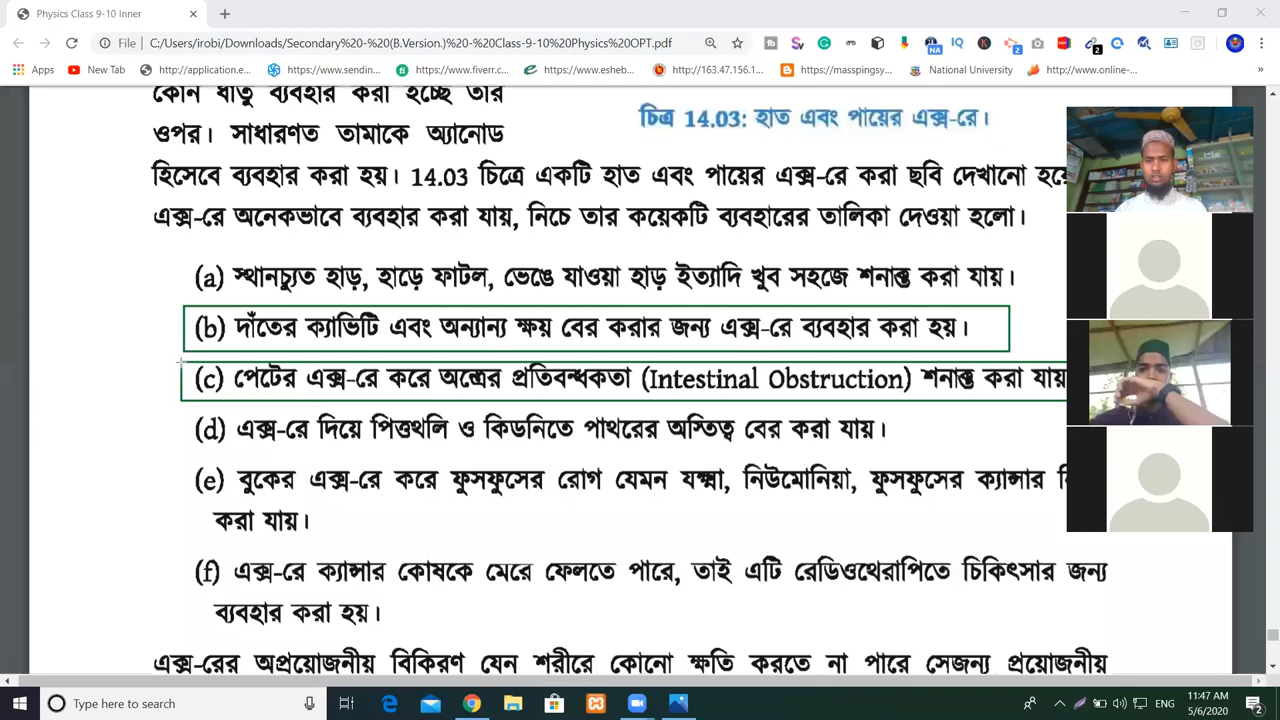 Physics Class 9-10 Inner
File | C:/Users/irobi/Downloads/Secondary%20-%20(B.Version.)%20-%20Class-9-10%20Physics%20OPT.pdf
Apps New Tab http://application.e... https://www.sendin... https://www.fiverr.c... https://www.esheb... http://163.47.156.1... https://masspingsy... National University http://www.online-...
কোন ধাতু ব্যবহার করা হচ্ছে তার
চিত্র 14.03: হাত এবং পায়ের এক্স-রে।
ওপর। সাধারণত তামাকে অ্যানোড
হিসেবে ব্যবহার করা হয়। 14.03 চিত্রে একটি হাত এবং পায়ের এক্স-রে করা ছবি দেখানো
এক্স-রে অনেকভাবে ব্যবহার করা যায়, নিচে তার কয়েকটি ব্যবহারের তালিকা দেওয়া হলো।
(a) স্থানচ্যুত হাড়, হাড়ে ফাটল, ভেঙে যাওয়া হাড় ইত্যাদি খুব সহজে শনাক্ত করা যায়।
(b) দাঁতের ক্যাভিটি এবং অন্যান্য ক্ষয় বের করার জন্য এক্স-রে ব্যবহার করা হয়।
(c) পেটের এক্স-রে করে অন্ত্রের প্রতিবন্ধকতা (Intestinal Obstruction) শনাক্ত করা যায়
(d) এক্স-রে দিয়ে পিত্তথলি ও কিডনিতে পাথরের অস্তিত্ব বের করা যায়।
(e) বুকের এক্স-রে করে ফুসফুসের রোগ যেমন যক্ষ্মা, নিউমোনিয়া, ফুসফুসের ক্যান্সার
করা যায়।
(f) এক্স-রে ক্যান্সার কোষকে মেরে ফেলতে পারে, তাই এটি রেডিওথেরাপিতে চিকিৎসার জন্য
ব্যবহার করা হয়।
এক্স-রের অপ্রয়োজনীয় বিকিরণ যেন শরীরে কোনো ক্ষতি করতে না পারে সেজন্য প্রয়োজনীয়
Type here to search
ENG
11:47 AM
5/6/2020